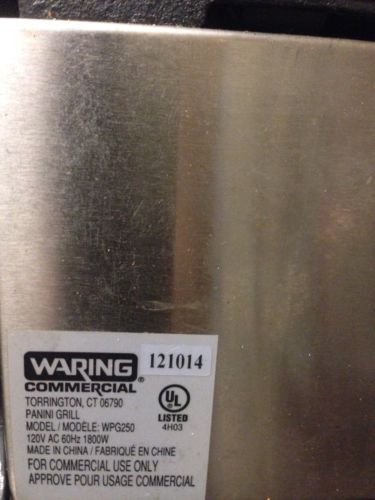 WARING
COMMERCIAL®
121014
TORRINGTON, CT 06790
PANINI GRILL
MODEL / MODÈLE: WPG250
120V AC 60Hz 1800W
MADE IN CHINA / FABRIQUÉ EN CHINE
FOR COMMERCIAL USE ONLY
APPROVE POUR USAGE COMMERCIAL
UL
LISTED
4H03